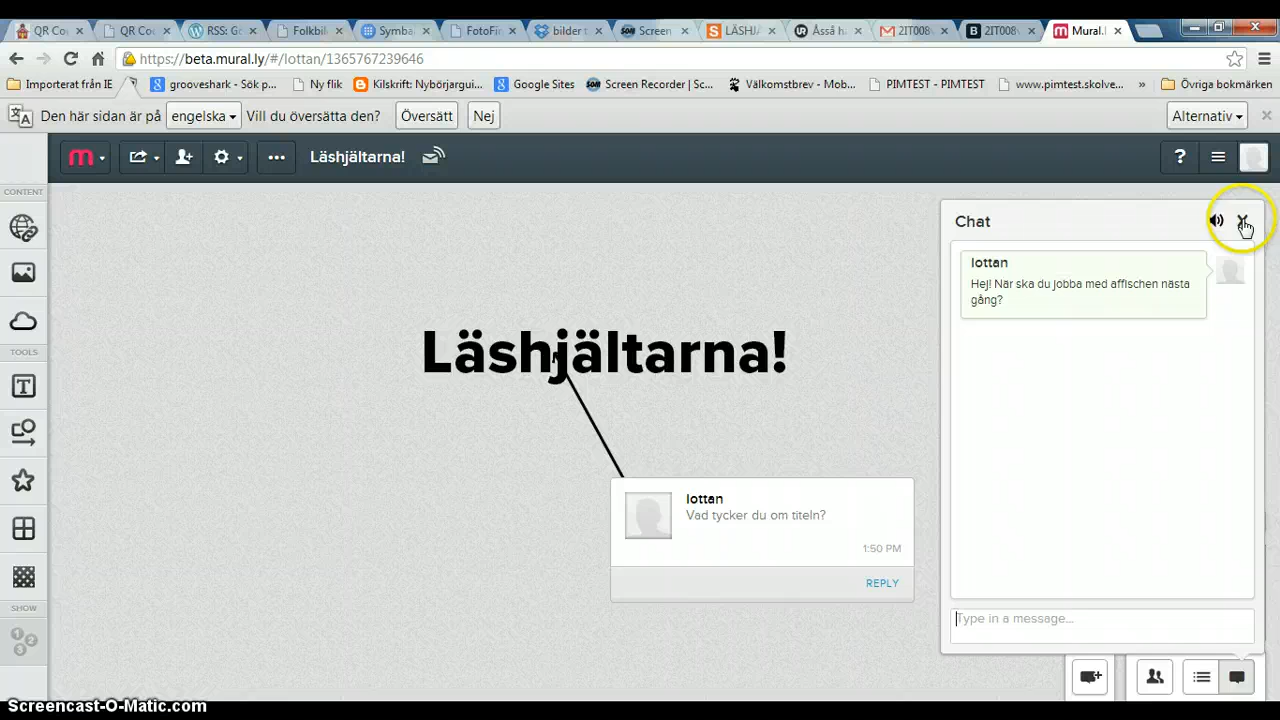 QR Co
QR Co
RSS: G
Folkbil
Symba
FotoFi
bilder t
Screen
LÄSHJ
Åsså h
2IT008
2IT008
Mural.l
https://beta.mural.ly/#/lottan/1365767239646
Importerat från IE
grooveshark - Sök p...
Ny flik
Kilskrift: Nybörjargui...
Google Sites
Screen Recorder | Sc...
Välkomstbrev - Mob...
PIMTEST - PIMTEST
www.pimtest.skolve...
»
Övriga bokmärken
Den här sidan är på engelska Vill du översätta den? Översätt Nej Alternativ
m
Läshjältarna!
?
CONTENT
TOOLS
SHOW
Chat
lottan
Hej! När ska du jobba med affischen nästa
gång?
Läshjältarna!
lottan
Vad tycker du om titeln?
1:50 PM
REPLY
Type in a message...
Screencast-O-Matic.com